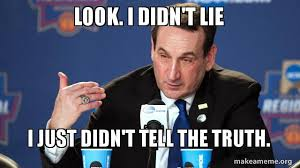 LOOK. I DIDN'T LIE
REGIONAL
I JUST DIDN'T TELL THE TRUTH.
makeameme.org